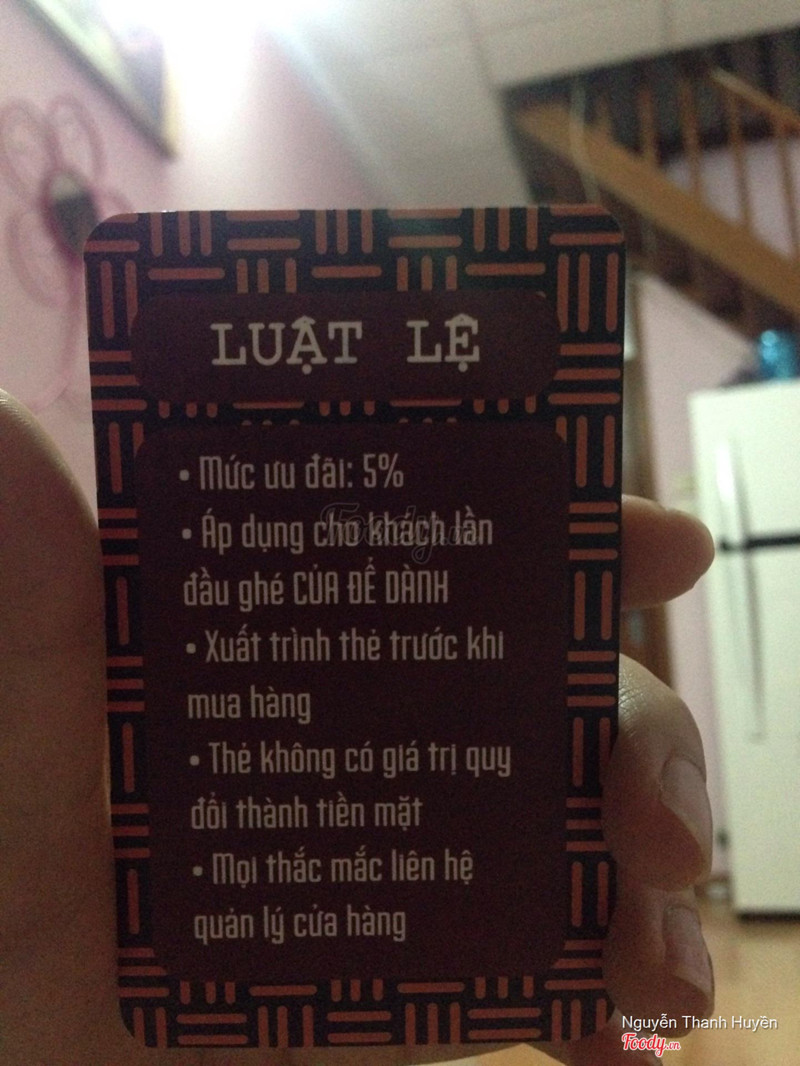 LUẬT LỆ
• Mức ưu đãi: 5%
• Áp dụng cho khách lần
đầu ghé CỦA ĐỂ DÀNH
• Xuất trình thẻ trước khi
mua hàng
• Thẻ không có giá trị quy
đổi thành tiền mặt
• Mọi thắc mắc liên hệ
quản lý cửa hàng
Foody.vn
Nguyễn Thanh Huyền
Foody.vn